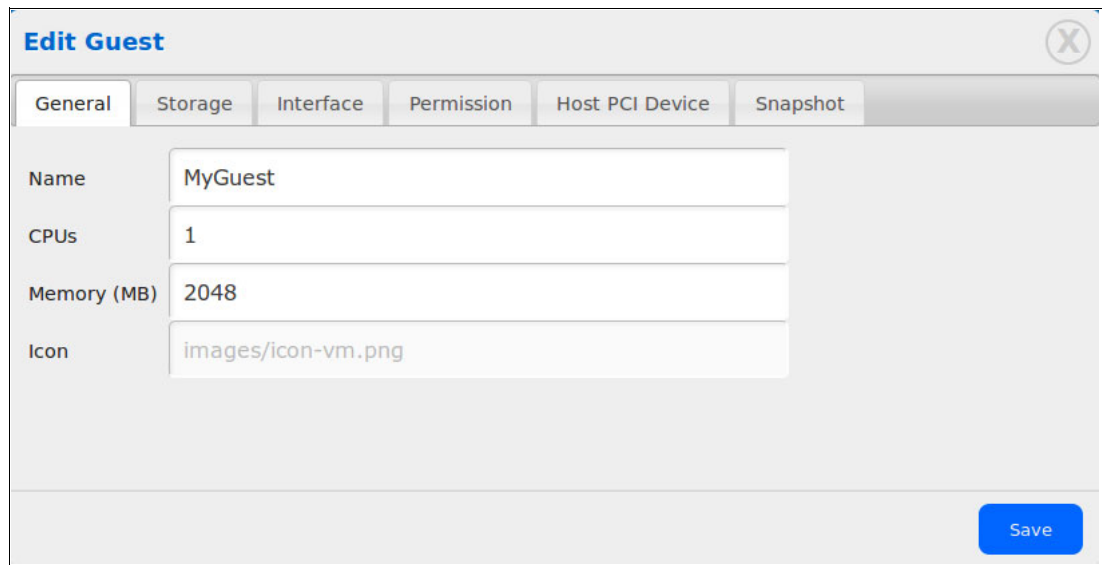 Edit Guest
X
General Storage Interface Permission Host PCI Device Snapshot
Name MyGuest
CPUs 1
Memory (MB) 2048
Icon images/icon-vm.png
Save